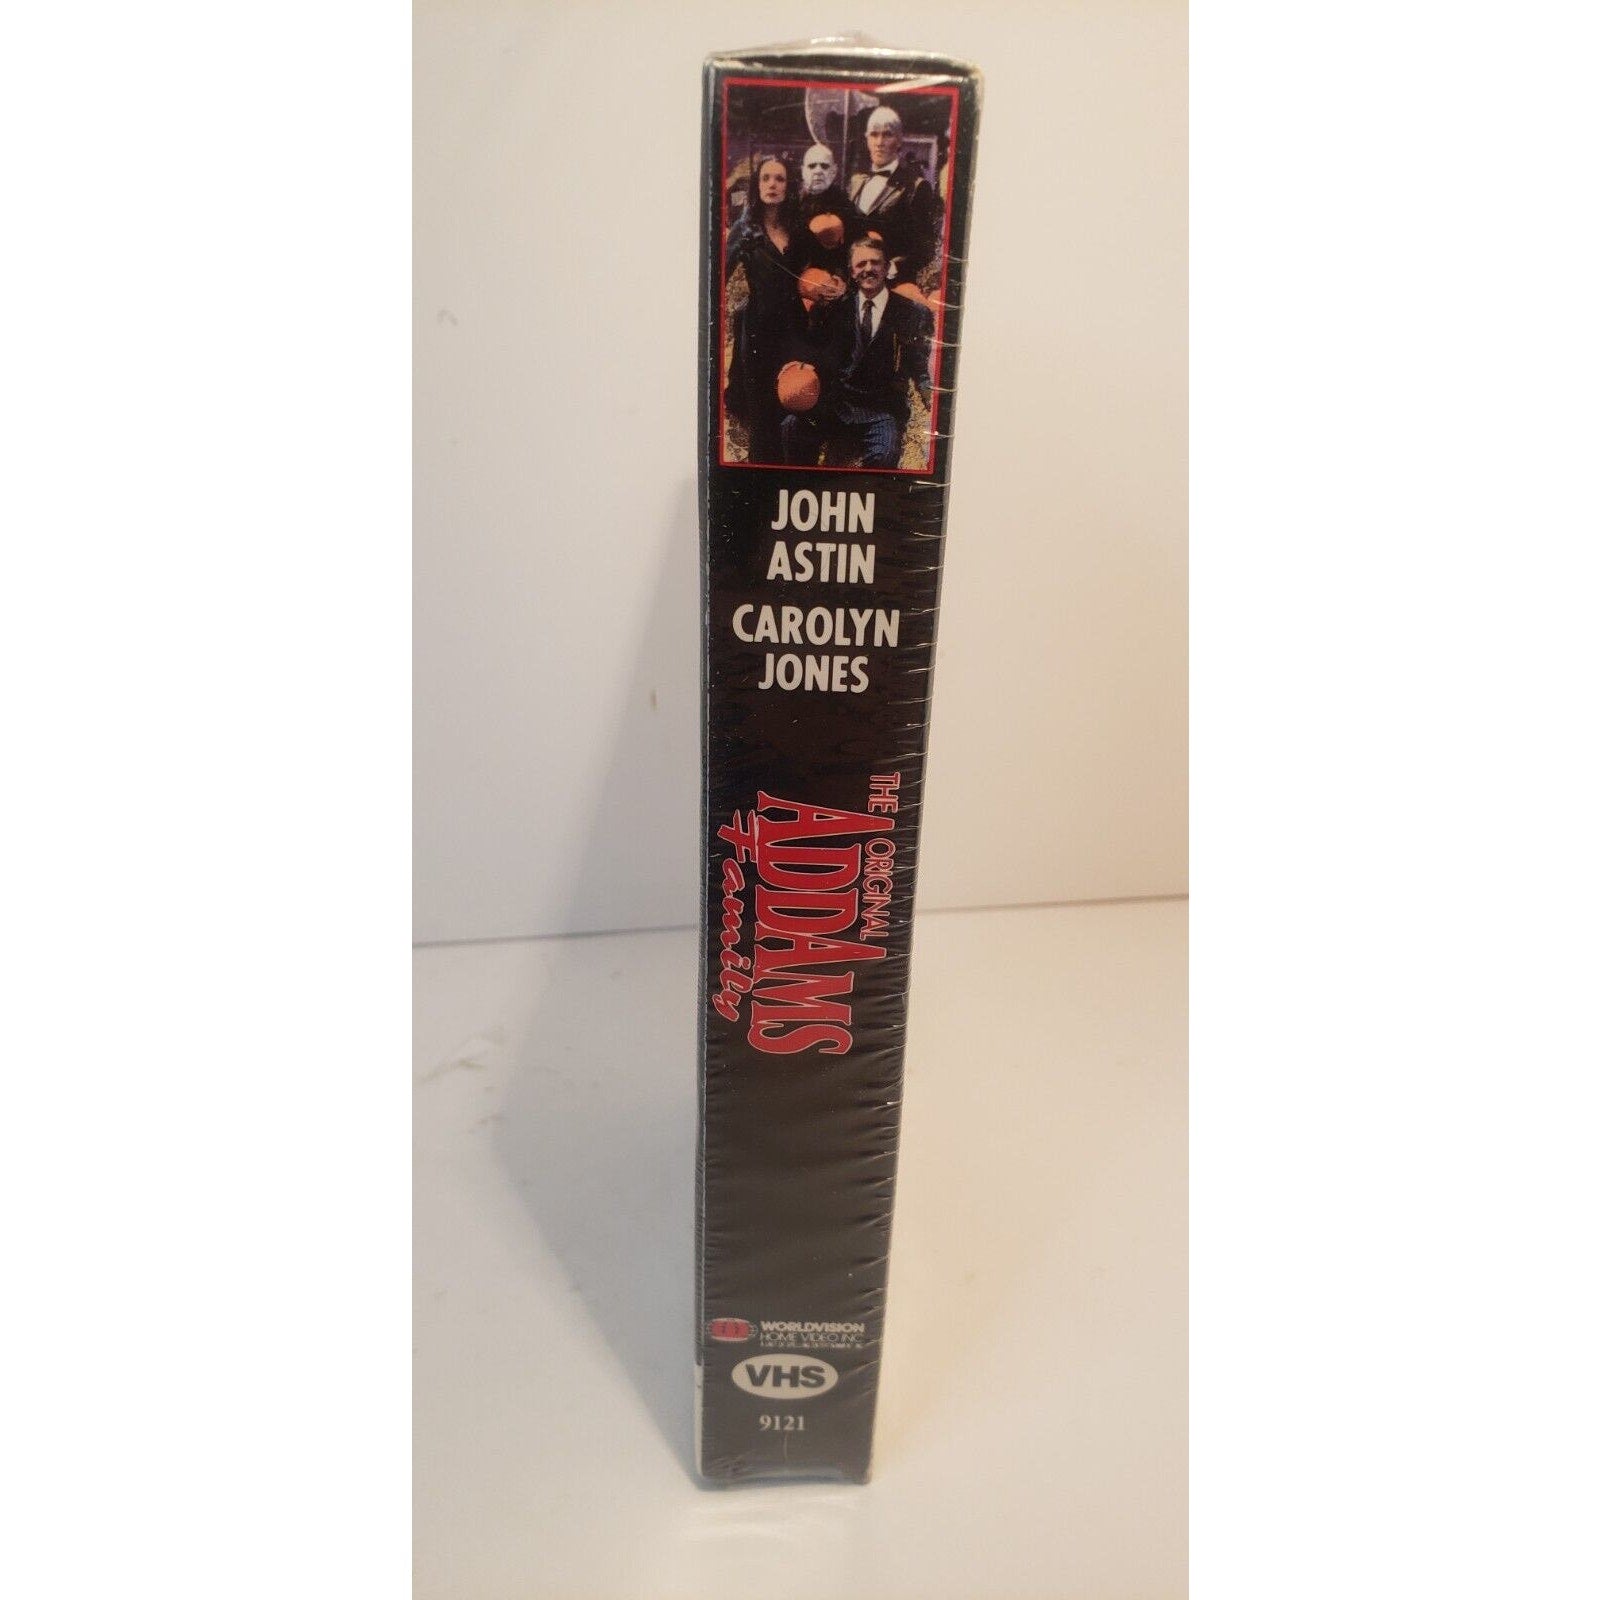 JOHN
ASTIN
CAROLYN
JONES
THE ORIGINAL
ADDAMS
Family
WORLDVISION
HOME VIDEO INC.
VHS
9121